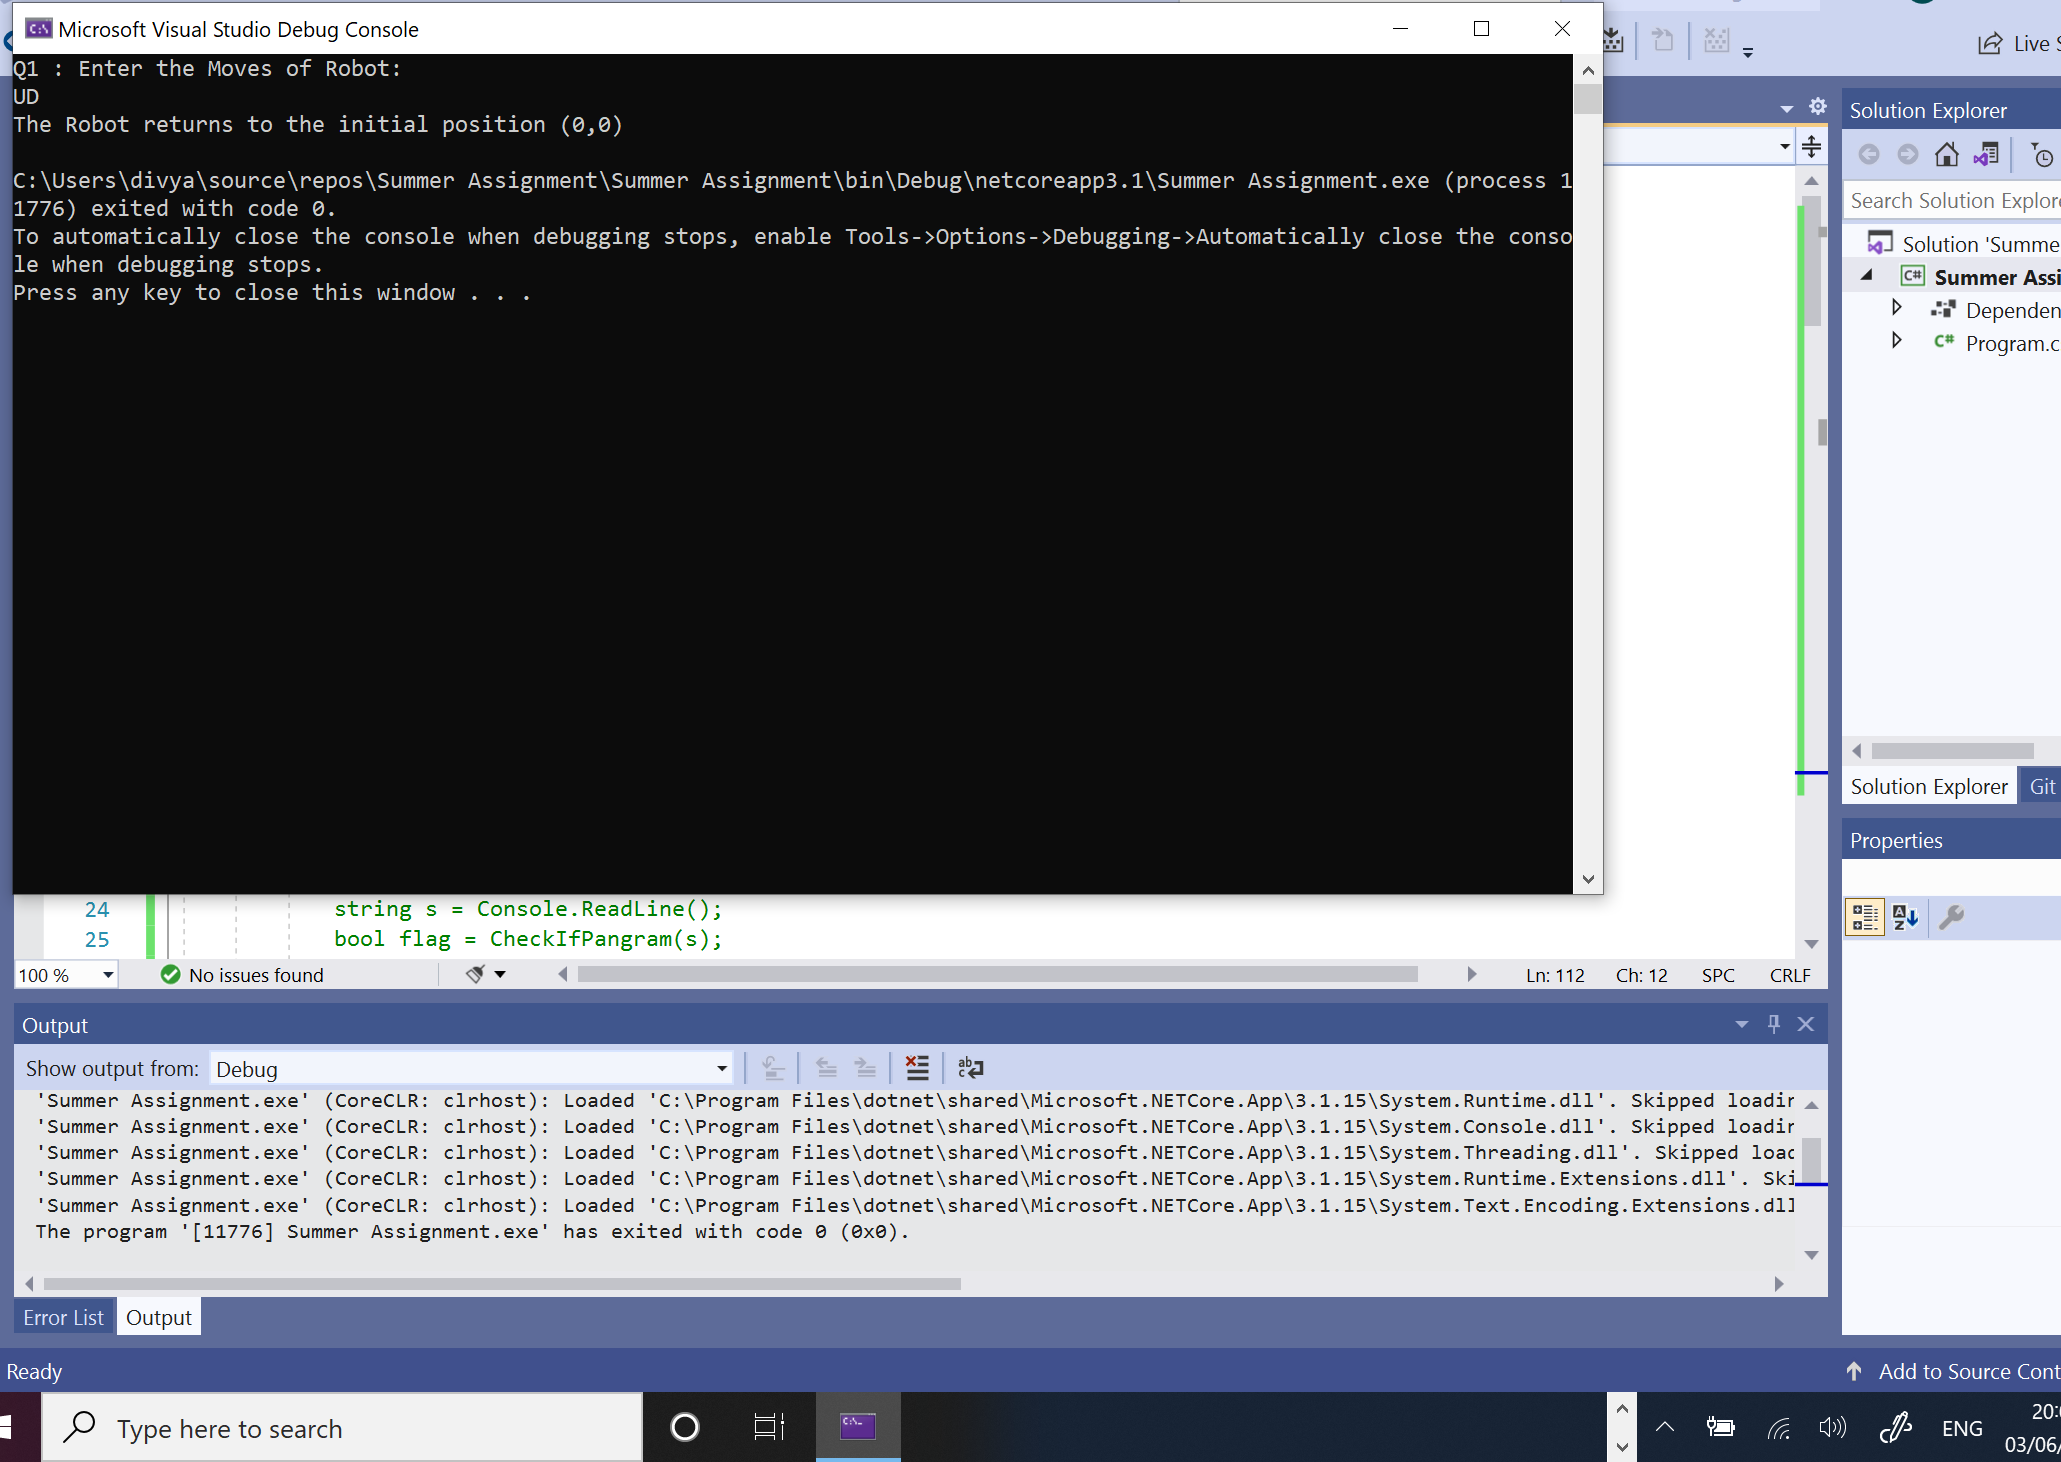 Microsoft Visual Studio Debug Console
Q1 : Enter the Moves of Robot:
UD
The Robot returns to the initial position (0,0)
C:\Users\divya\source\repos\Summer Assignment\Summer Assignment\bin\Debug\netcoreapp3.1\Summer Assignment.exe (process 1
1776) exited with code 0.
To automatically close the console when debugging stops, enable Tools->Options->Debugging->Automatically close the conso
le when debugging stops.
Press any key to close this window . . .
Live
Solution Explorer
Search Solution Explore
Solution 'Summe
C# Summer Assi
Dependen
C# Program.c
Solution Explorer Git
Properties
24 string s = Console.ReadLine();
25 bool flag = CheckIfPangram(s);
100 % No issues found Ln: 112 Ch: 12 SPC CRLF
Output
Show output from: Debug
'Summer Assignment.exe' (CoreCLR: clrhost): Loaded 'C:\Program Files\dotnet\shared\Microsoft.NETCore.App\3.1.15\System.Runtime.dll'. Skipped loadin
'Summer Assignment.exe' (CoreCLR: clrhost): Loaded 'C:\Program Files\dotnet\shared\Microsoft.NETCore.App\3.1.15\System.Console.dll'. Skipped loadin
'Summer Assignment.exe' (CoreCLR: clrhost): Loaded 'C:\Program Files\dotnet\shared\Microsoft.NETCore.App\3.1.15\System.Threading.dll'. Skipped loac
'Summer Assignment.exe' (CoreCLR: clrhost): Loaded 'C:\Program Files\dotnet\shared\Microsoft.NETCore.App\3.1.15\System.Runtime.Extensions.dll'. Ski
'Summer Assignment.exe' (CoreCLR: clrhost): Loaded 'C:\Program Files\dotnet\shared\Microsoft.NETCore.App\3.1.15\System.Text.Encoding.Extensions.dll
The program '[11776] Summer Assignment.exe' has exited with code 0 (0x0).
Error List Output
Ready Add to Source Cont
Type here to search
ENG
20:
03/06/